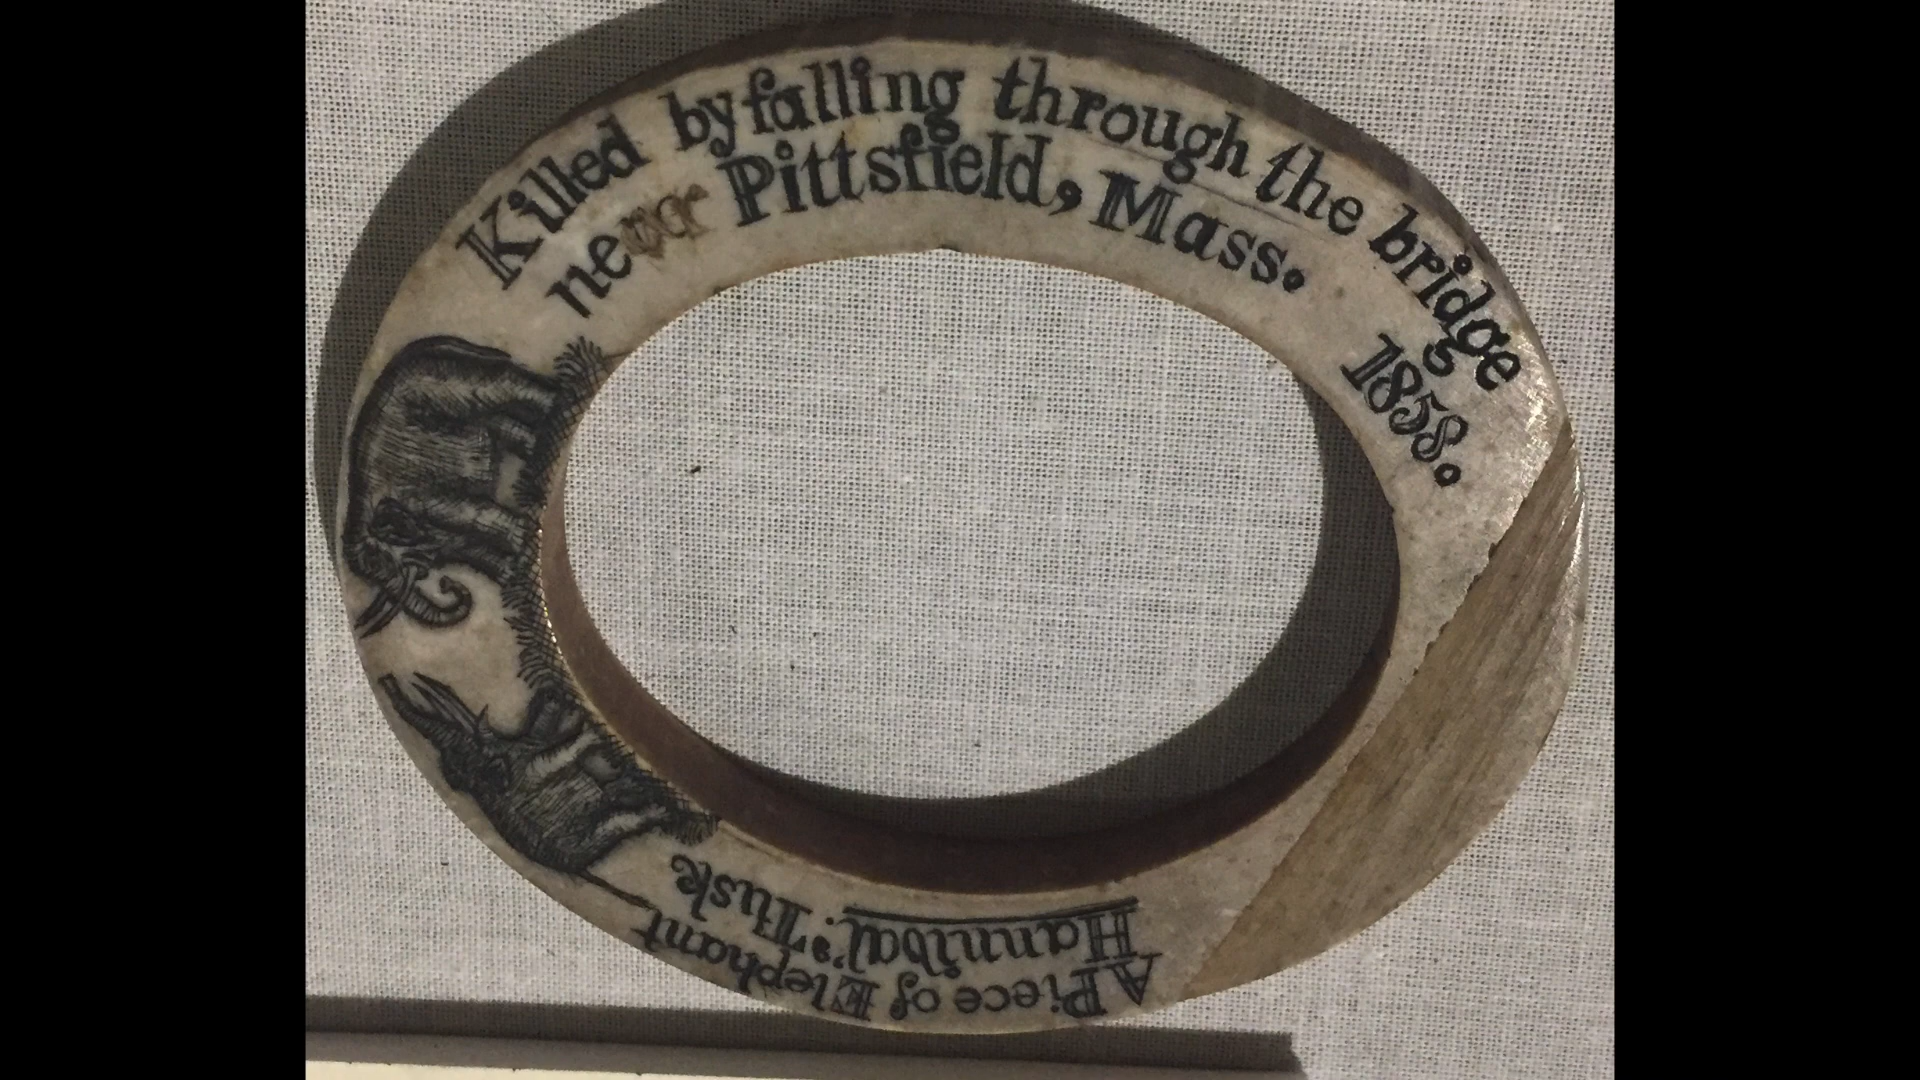 A Piece of Elephant
Hannibal's. Tusk
Killed by falling through the bridge
near Pittsfield, Mass.
1858.